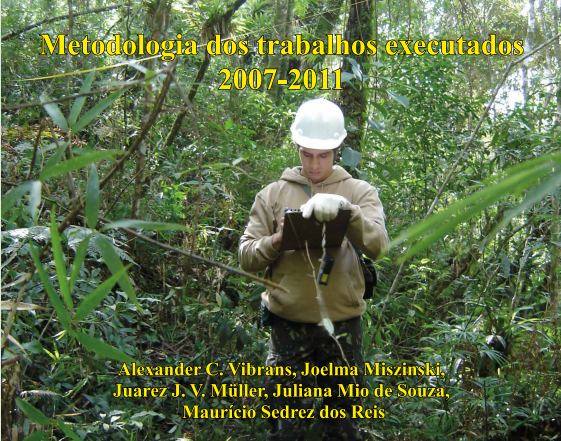 Metodologia dos trabalhos executados
2007-2011
Alexander C. Vibrans, Joelma Miszinski,
Juarez J. V. Müller, Juliana Mio de Souza,
Maurício Sedrez dos Reis